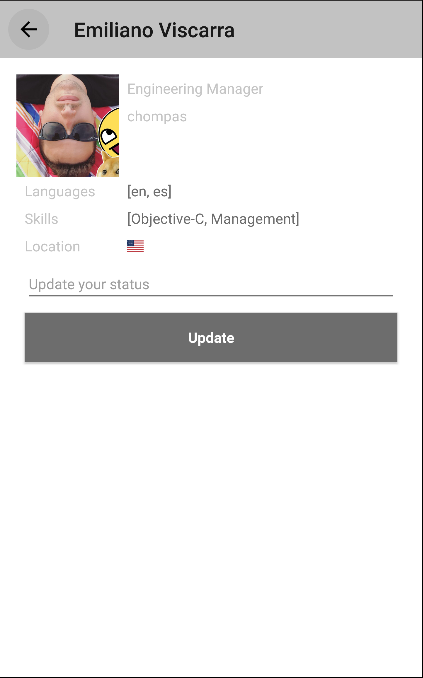 Emiliano Viscarra
Engineering Manager
chompas
Languages [en, es]
Skills [Objective-C, Management]
Location
Update your status
Update